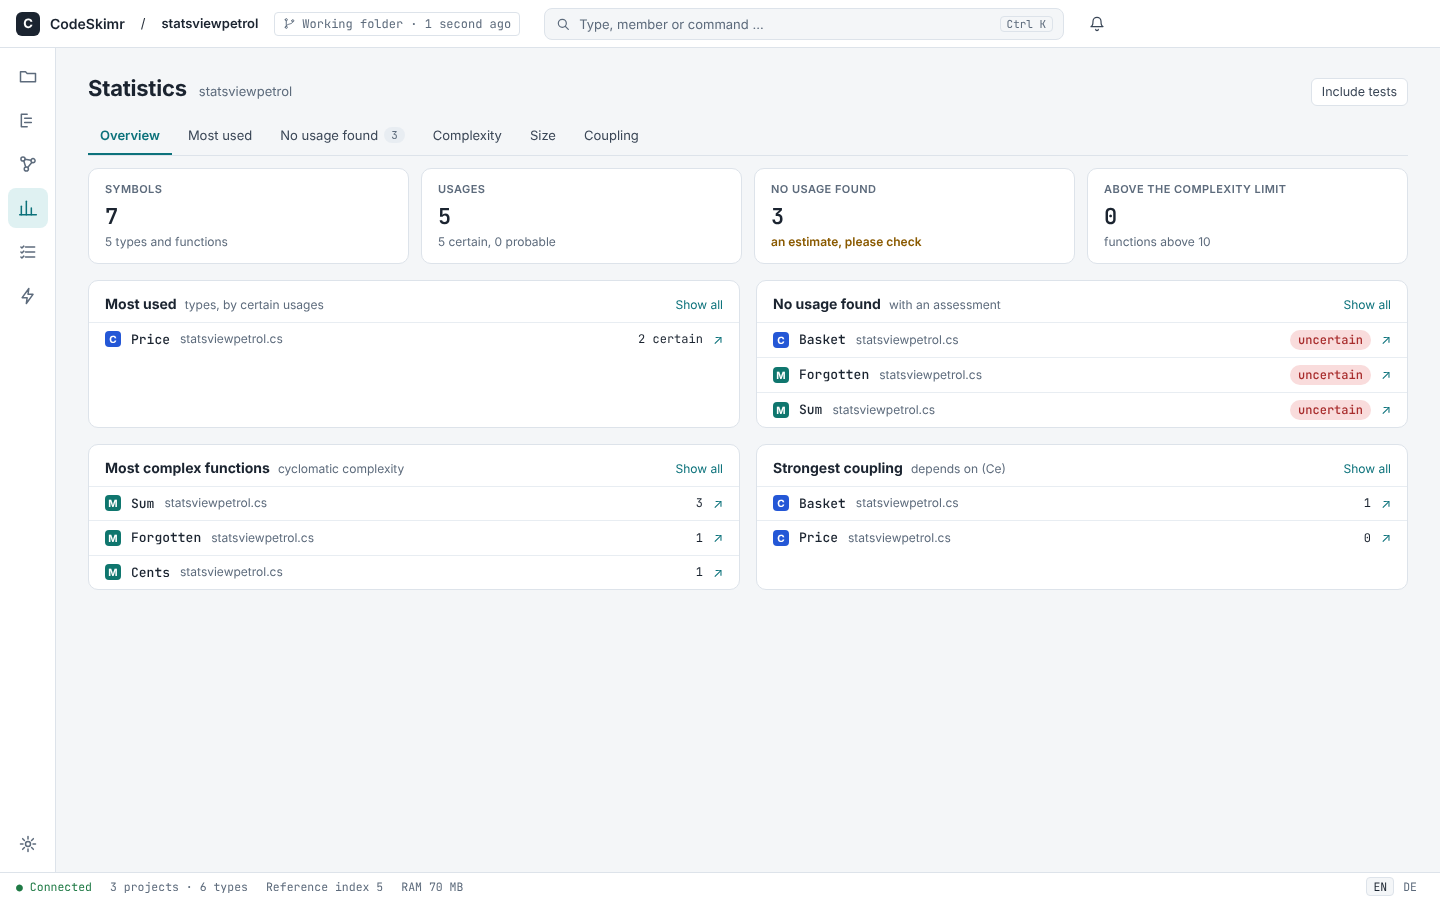 C CodeSkimr / statsviewpetrol Working folder · 1 second ago Type, member or command ... Ctrl K
Statistics statsviewpetrol Include tests
Overview Most used No usage found 3 Complexity Size Coupling
SYMBOLS
7
5 types and functions
USAGES
5
5 certain, 0 probable
NO USAGE FOUND
3
an estimate, please check
ABOVE THE COMPLEXITY LIMIT
0
functions above 10
Most used types, by certain usages Show all
C Price statsviewpetrol.cs 2 certain
No usage found with an assessment Show all
C Basket statsviewpetrol.cs uncertain
M Forgotten statsviewpetrol.cs uncertain
M Sum statsviewpetrol.cs uncertain
Most complex functions cyclomatic complexity Show all
M Sum statsviewpetrol.cs 3
M Forgotten statsviewpetrol.cs 1
M Cents statsviewpetrol.cs 1
Strongest coupling depends on (Ce) Show all
C Basket statsviewpetrol.cs 1
C Price statsviewpetrol.cs 0
Connected 3 projects · 6 types Reference index 5 RAM 70 MB EN DE